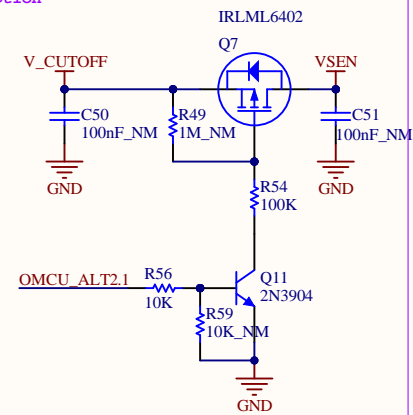 IRLML6402
Q7
V_CUTOFF
VSEN
C50
100nF_NM
R49
1M_NM
C51
100nF_NM
GND
GND
R54
100K
OMCU_ALT2.1
R56
10K
Q11
2N3904
R59
10K_NM
GND